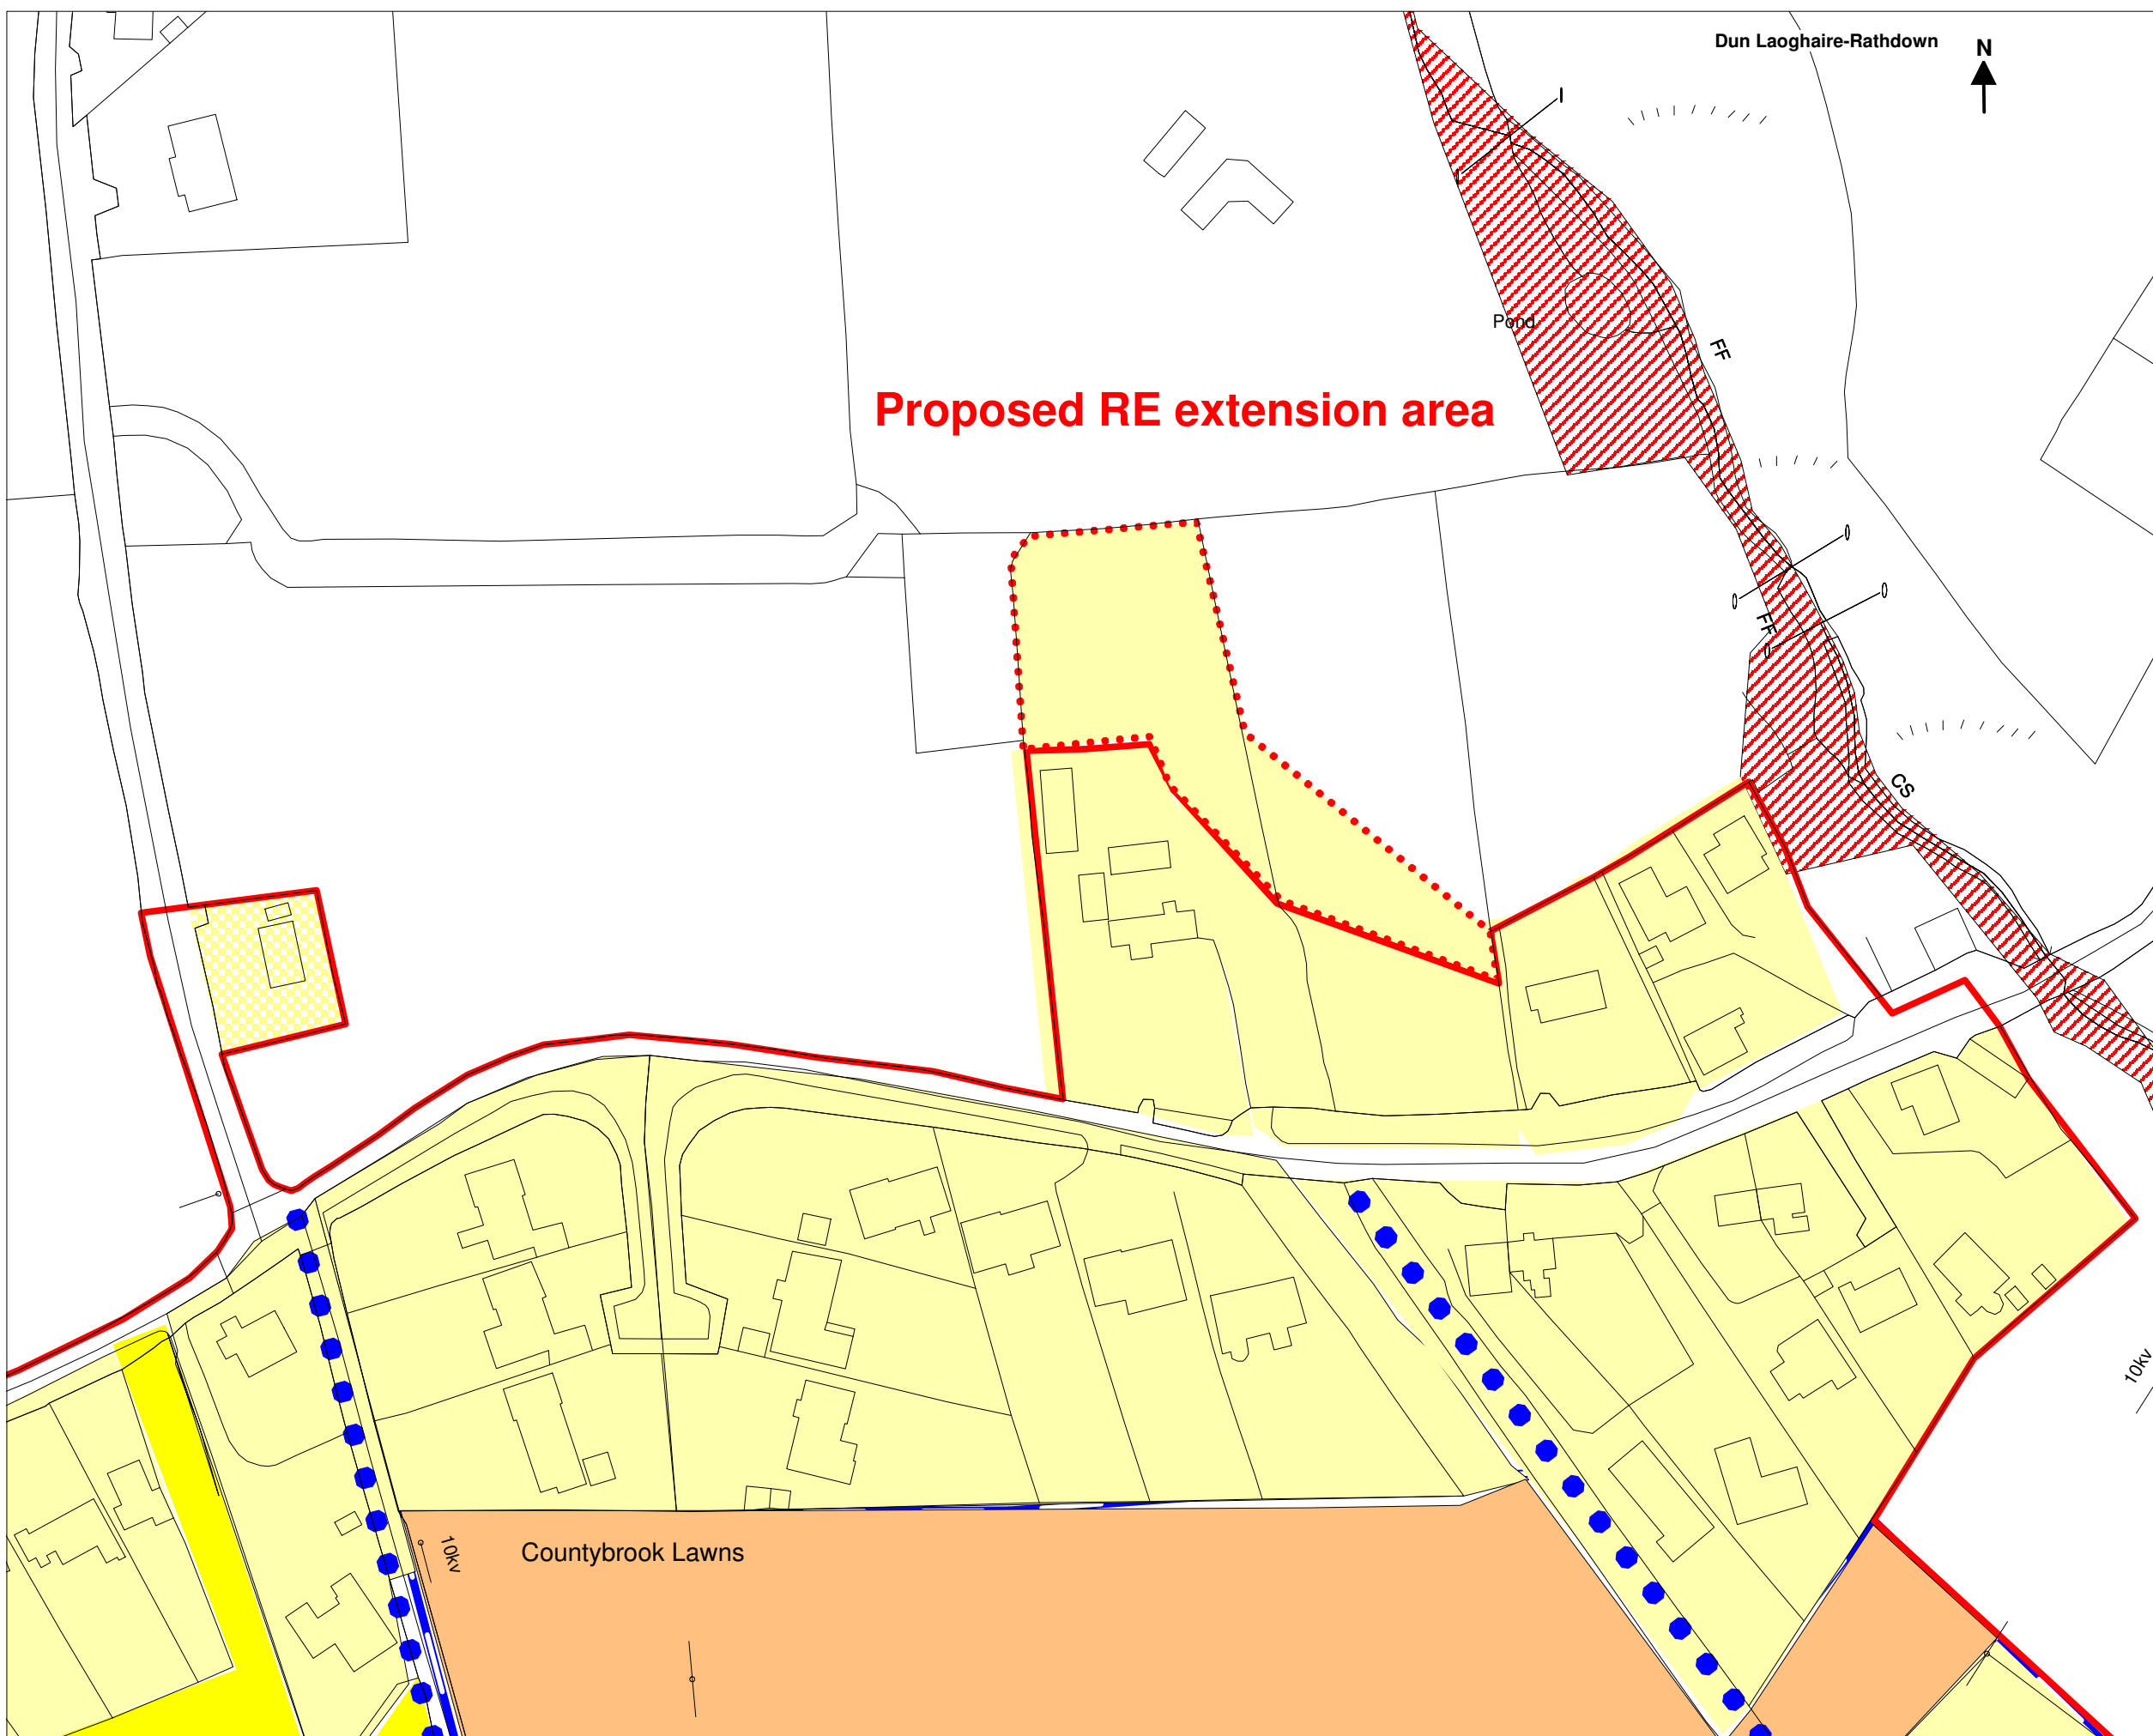 Dun Laoghaire-Rathdown
N
Pond
FF
Proposed RE extension area
FF
CS
10kv
10kv
Countybrook Lawns